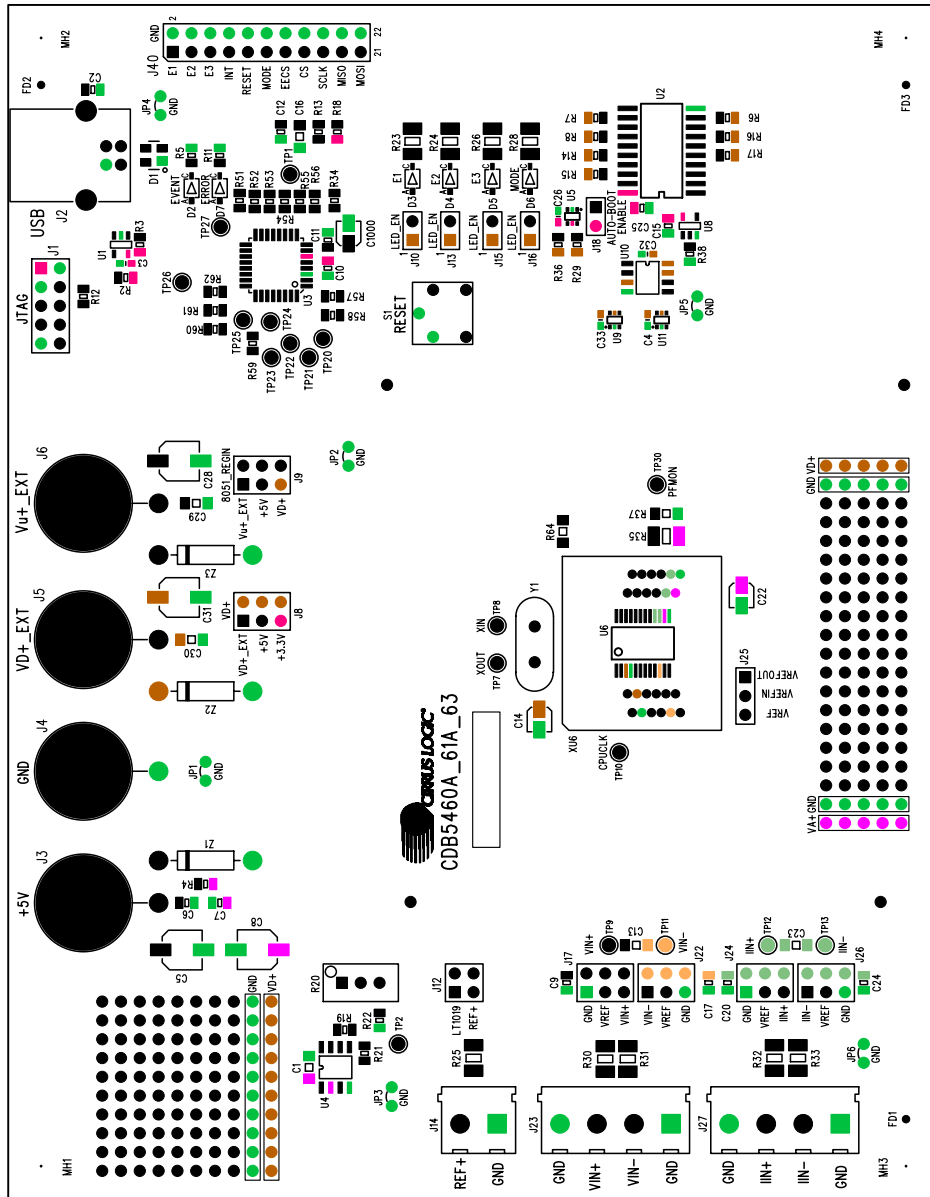 MH2
FD2
C2
USB
J2
JP4
GND
D1
J40
2
GND
22
21
1
E1
E2
E3
INT
RESET
MODE
EECS
CS
SCLK
MISO
MOSI
MH4
FD3
JTAG
J1
U1
R3
C3
R2
R12
R5
R11
EVENT
ERROR
A C
A C
D2
D7
TP27
TP26
C12
C16
R13
R18
TP1
R51
R52
R53
R54
R55
R56
R34
C11
C10
C1000
U3
R62
R61
R60
R57
R58
TP25
TP24
R59
TP23
TP22
TP21
TP20
R23
R24
R26
R28
E1
E2
E3
MODE
A C
A C
A C
A C
D3
D4
D5
D6
LED_EN
LED_EN
LED_EN
LED_EN
1
1
1
1
J10
J13
J15
J16
S1
RESET
R7
R8
R14
R15
U2
R6
R16
R17
C26
U5
J18
AUTO-BOOT
ENABLE
C25
C15
U8
R38
R36
R29
U10
C32
JP5
GND
C33
U9
C4
U11
J6
Vu+_EXT
C28
C29
Z3
8051_REGIN
J9
Vu+_EXT
+5V
VD+
JP2
GND
J5
VD+_EXT
C31
C30
Z2
VD+
J8
VD+_EXT
+5V
+3.3V
J4
GND
JP1
GND
J3
+5V
Z1
R4
C6
C7
C5
C8
TP30
PFMON
R37
R35
R64
XIN
TP8
XOUT
TP7
Y1
C14
U6
XU6
CPUCLK
TP10
C22
J25
VREFOUT
VREFIN
VREF
GND
VD+
VA+
GND
CIRRUS LOGIC
CDB5460A_61A_63
GND
VD+
MH1
R20
R19
R22
R21
C1
U4
TP2
JP3
GND
J12
LT1019
REF+
R25
J14
REF+
GND
C9
J17
VIN+
TP9
C13
TP11
VIN-
J22
GND
VREF
VIN+
VIN-
VREF
GND
C17
C20
R30
R31
J23
GND
VIN+
VIN-
GND
J24
IIN+
TP12
C23
TP13
IIN-
J26
GND
VREF
IIN+
IIN-
VREF
GND
C24
R32
R33
JP6
GND
J27
GND
IIN+
IIN-
GND
FD1
MH3